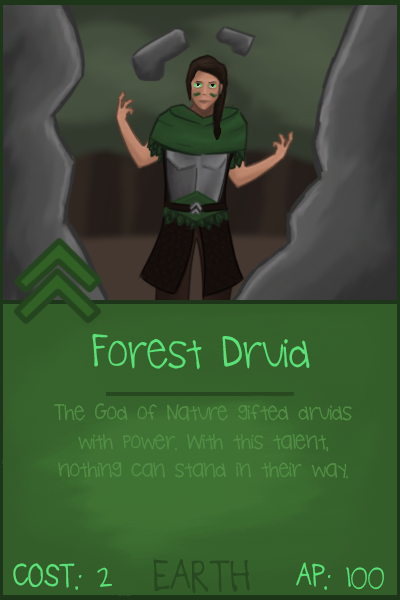 Forest Druid
The God of Nature gifted druids
with power. With this talent,
nothing can stand in their way.
COST: 2 EARTH AP: 100